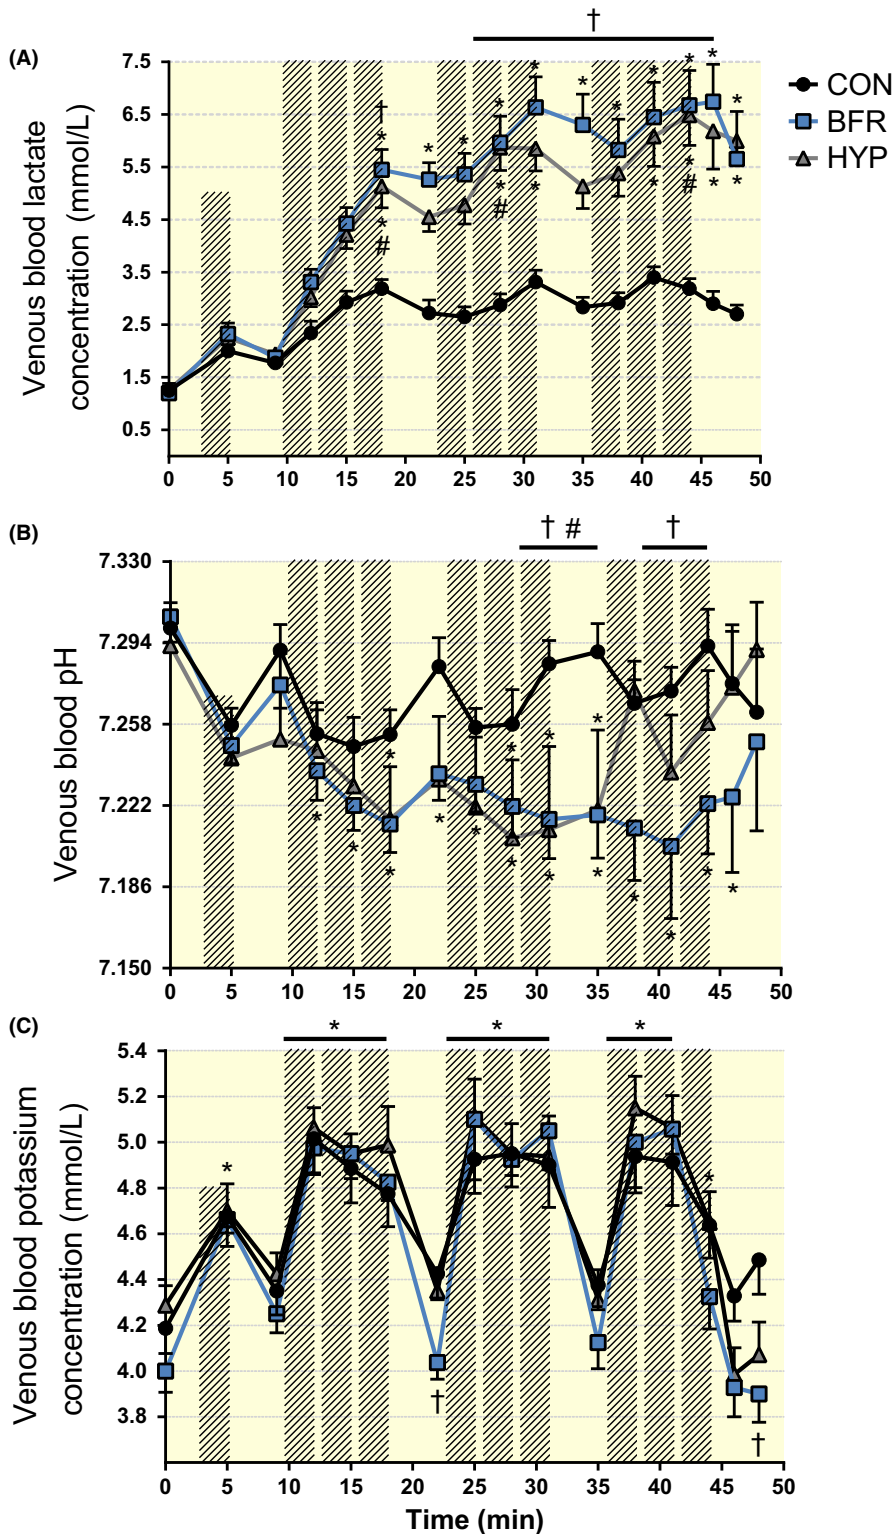 †
(A)
Venous blood lactate
concentration (mmol/L)
7.5
6.5
5.5
4.5
3.5
2.5
1.5
0.5
† * * # * * * * # * * * * * * * * # * * * *
0 5 10 15 20 25 30 35 40 45 50
CON
BFR
HYP
(B)
† # †
Venous blood pH
7.330
7.294
7.258
7.222
7.186
7.150
* * * *
* * * * * * * * * * * *
0 5 10 15 20 25 30 35 40 45 50
(C)
* * *
Venous blood potassium
concentration (mmol/L)
5.4
5.2
5.0
4.8
4.6
4.4
4.2
4.0
3.8
* *
† †
0 5 10 15 20 25 30 35 40 45 50
Time (min)